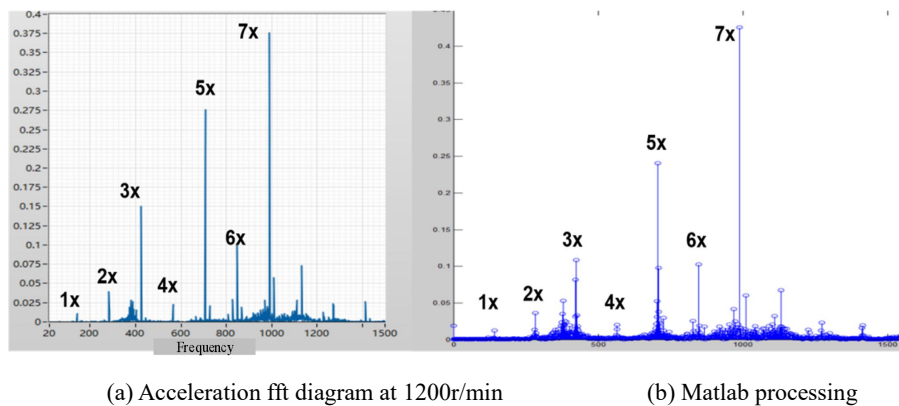 0.4
0.375
0.35
0.325
0.3
0.275
0.25
0.225
0.2
0.175
0.15
0.125
0.1
0.075
0.05
0.025
0
1x
2x
3x
4x
5x
6x
7x
20 200 400 600 800 1000 1200 1500
Frequency
0.4
0.35
0.3
0.25
0.2
0.15
0.1
0.05
0
1x
2x
3x
4x
5x
6x
7x
0 500 1000 1500
(a) Acceleration fft diagram at 1200r/min
(b) Matlab processing